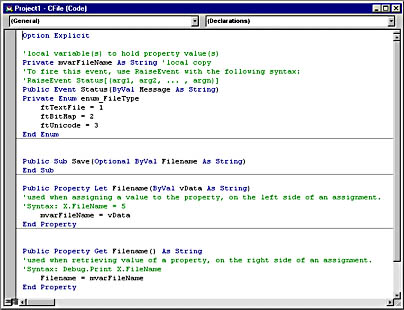 Project1 - CFile (Code)
(General)
(Declarations)
Option Explicit
'local variable(s) to hold property value(s)
Private mvarFileName As String 'local copy
'To fire this event, use RaiseEvent with the following syntax:
'RaiseEvent Status[(arg1, arg2, ... , argn)]
Public Event Status(ByVal Message As String)
Private Enum enum_FileType
ftTextFile = 1
ftBitMap = 2
ftUnicode = 3
End Enum
Public Sub Save(Optional ByVal Filename As String)
End Sub
Public Property Let Filename(ByVal vData As String)
'used when assigning a value to the property, on the left side of an assignment.
'Syntax: X.FileName = 5
mvarFileName = vData
End Property
Public Property Get Filename() As String
'used when retrieving value of a property, on the right side of an assignment.
'Syntax: Debug.Print X.FileName
Filename = mvarFileName
End Property